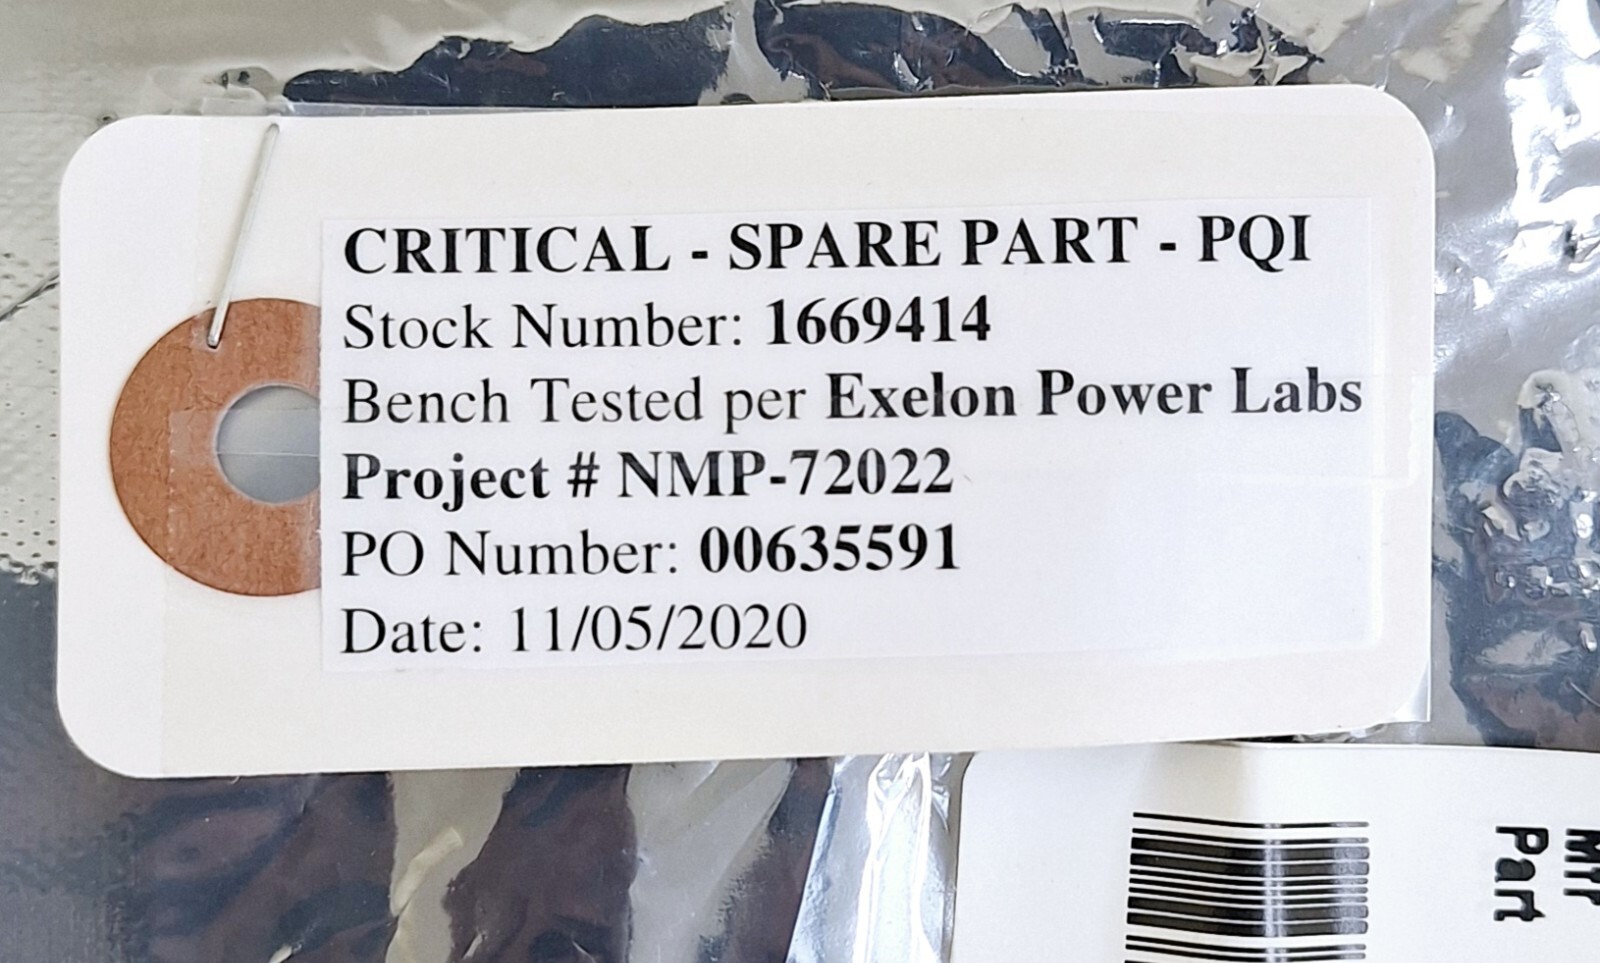 CRITICAL - SPARE PART - PQI
Stock Number: 1669414
Bench Tested per Exelon Power Labs
Project # NMP-72022
PO Number: 00635591
Date: 11/05/2020
Part